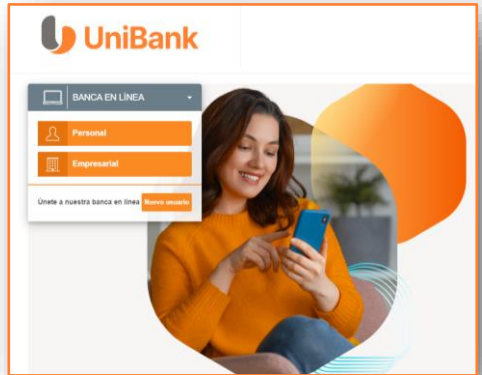 UniBank
BANCA EN LÍNEA
Personal
Empresarial
Únete a nuestra banca en línea Nuevo usuario